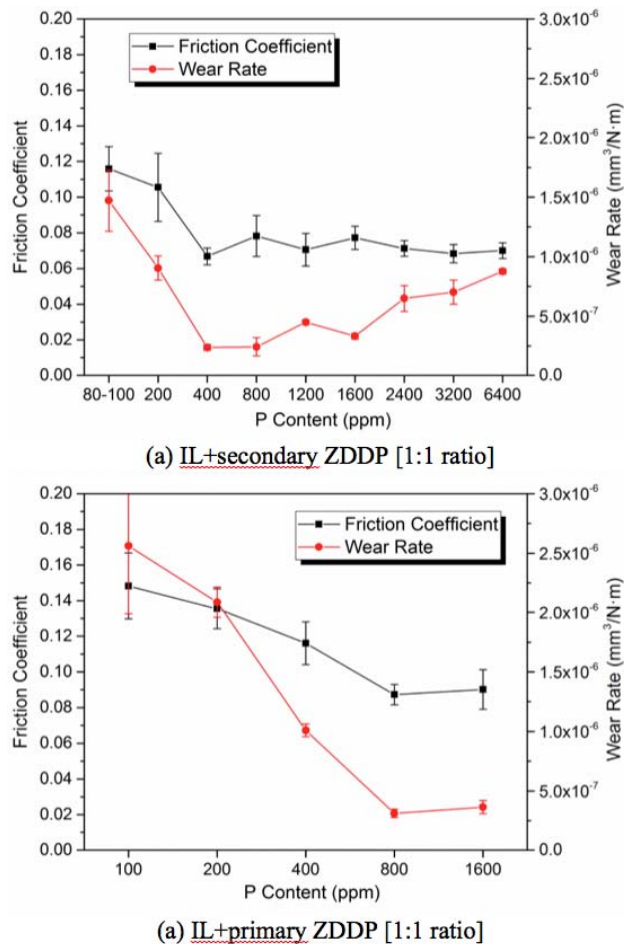 0.20
0.18
0.16
0.14
0.12
0.10
0.08
0.06
0.04
0.02
0.00
Friction Coefficient
Friction Coefficient
Wear Rate
3.0x10-6
2.5x10-6
2.0x10-6
1.5x10-6
1.0x10-6
5.0x10-7
0.0
Wear Rate (mm3/N·m)
80-100 200 400 800 1200 1600 2400 3200 6400
P Content (ppm)
(a) IL+secondary ZDDP [1:1 ratio]
0.20
0.18
0.16
0.14
0.12
0.10
0.08
0.06
0.04
0.02
0.00
Friction Coefficient
Friction Coefficient
Wear Rate
3.0x10-6
2.5x10-6
2.0x10-6
1.5x10-6
1.0x10-6
5.0x10-7
0.0
Wear Rate (mm3/N·m)
100 200 400 800 1600
P Content (ppm)
(a) IL+primary ZDDP [1:1 ratio]